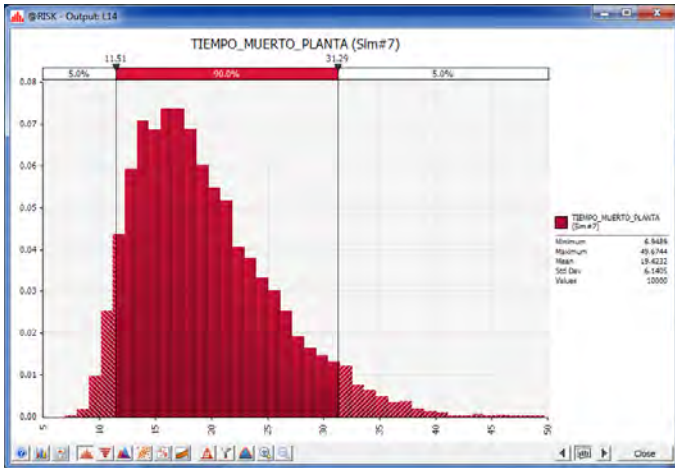 @RISK - Output: L14
TIEMPO_MUERTO_PLANTA (Sim#7)
11.51 31.29
5.0% 90.0% 5.0%
0.08
0.07
0.06
0.05
0.04
0.03
0.02
0.01
0.00
5 10 15 20 25 30 35 40 45 50
TIEMPO_MUERTO_PLANTA
(Sim#7)
Minimum 6.9489
Maximum 49.6744
Mean 19.4232
Std Dev 6.1405
Values 10000
Close